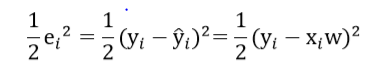 1/2 eᵢ² = 1/2 (yᵢ − ŷᵢ)² = 1/2 (yᵢ − xᵢw)²